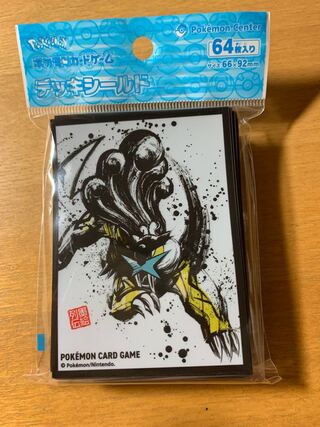 Pokémon
ポケモンカードゲーム
デッキシールド
Pokémon Center
64枚入り
サイズ 66×92mm
POKÉMON CARD GAME
© Pokémon/Nintendo.